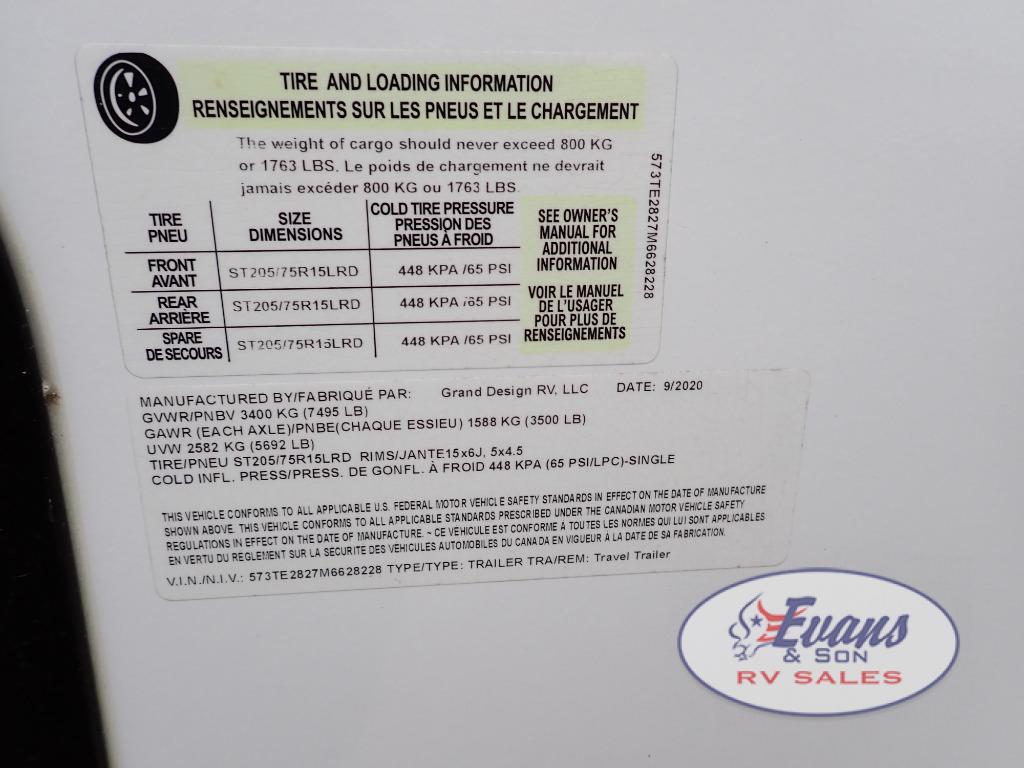 TIRE AND LOADING INFORMATION
RENSEIGNEMENTS SUR LES PNEUS ET LE CHARGEMENT
The weight of cargo should never exceed 800 KG
or 1763 LBS. Le poids de chargement ne devrait
jamais excéder 800 KG ou 1763 LBS.
TIRE
PNEU
SIZE
DIMENSIONS
COLD TIRE PRESSURE
PRESSION DES
PNEUS À FROID
FRONT
AVANT
ST205/75R15LRD
448 KPA /65 PSI
REAR
ARRIÈRE
ST205/75R15LRD
448 KPA /65 PSI
SPARE
DE SECOURS
ST205/75R15LRD
448 KPA /65 PSI
SEE OWNER'S
MANUAL FOR
ADDITIONAL
INFORMATION
VOIR LE MANUEL
DE L'USAGER
POUR PLUS DE
RENSEIGNEMENTS
573TE2827M6628228
MANUFACTURED BY/FABRIQUÉ PAR: Grand Design RV, LLC DATE: 9/2020
GVWR/PNBV 3400 KG (7495 LB)
GAWR (EACH AXLE)/PNBE(CHAQUE ESSIEU) 1588 KG (3500 LB)
UVW 2582 KG (5692 LB)
TIRE/PNEU ST205/75R15LRD RIMS/JANTE15x6J, 5x4.5
COLD INFL. PRESS/PRESS. DE GONFL. À FROID 448 KPA (65 PSI/LPC)-SINGLE
THIS VEHICLE CONFORMS TO ALL APPLICABLE U.S. FEDERAL MOTOR VEHICLE SAFETY STANDARDS IN EFFECT ON THE DATE OF MANUFACTURE
SHOWN ABOVE. THIS VEHICLE CONFORMS TO ALL APPLICABLE STANDARDS PRESCRIBED UNDER THE CANADIAN MOTOR VEHICLE SAFETY
REGULATIONS IN EFFECT ON THE DATE OF MANUFACTURE. ~ CE VEHICULE EST CONFORME À TOUTES LES NORMES QUI LUI SONT APPLICABLES
EN VERTU DU REGLEMENT SUR LA SECURITE DES VÉHICULES AUTOMOBILES DU CANADA EN VIGUEUR À LA DATE DE SA FABRICATION.
V.I.N./N.I.V.: 573TE2827M6628228 TYPE/TYPE: TRAILER TRA/REM: Travel Trailer
Evans
& SON
RV SALES